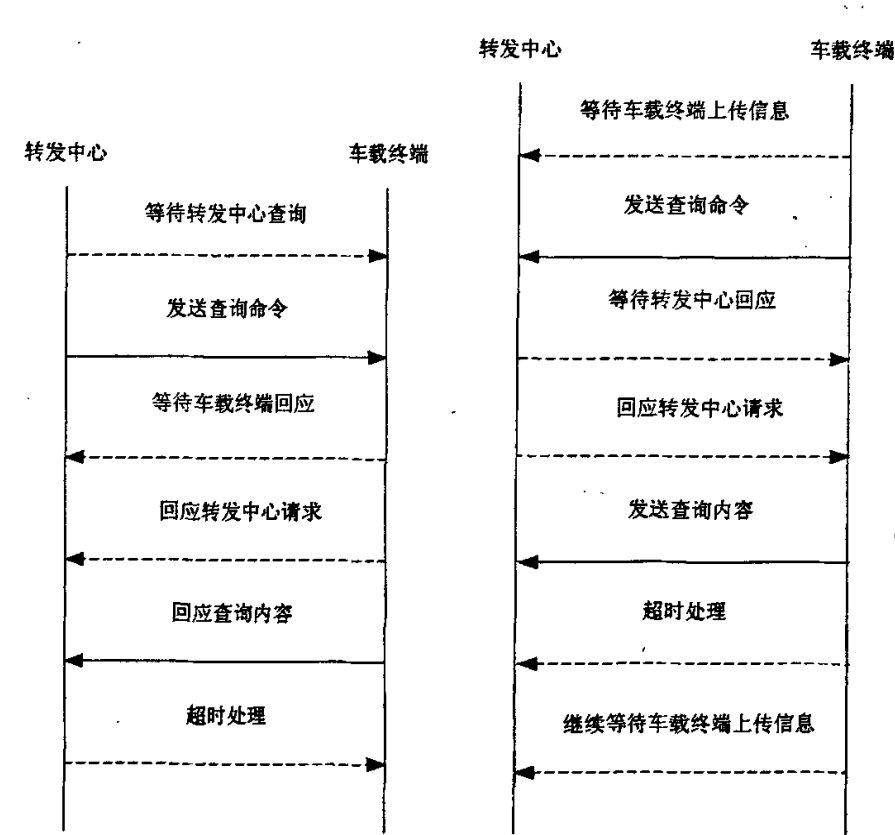 转发中心
车载终端
等待转发中心查询
发送查询命令
等待车载终端回应
回应转发中心请求
回应查询内容
超时处理
转发中心
车载终端
等待车载终端上传信息
发送查询命令
等待转发中心回应
回应转发中心请求
发送查询内容
超时处理
继续等待车载终端上传信息